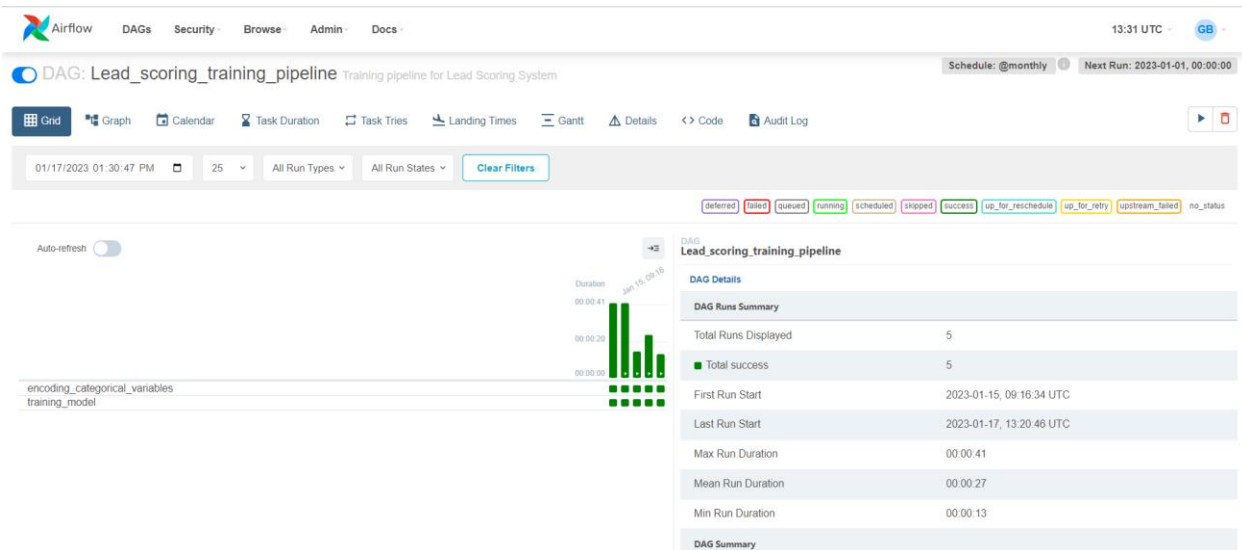 Airflow DAGs Security Browse Admin Docs 13:31 UTC GB
DAG: Lead_scoring_training_pipeline Training pipeline for Lead Scoring System Schedule: @monthly Next Run: 2023-01-01, 00:00:00
Grid Graph Calendar Task Duration Task Tries Landing Times Gantt Details <> Code Audit Log
01/17/2023 01:30:47 PM 25 All Run Types All Run States Clear Filters
deferred failed queued running scheduled skipped success up_for_reschedule up_for_retry upstream_failed no_status
Auto-refresh
Duration
Jan 15, 09:16
00:00:41
00:00:20
00:00:00
encoding_categorical_variables
training_model
DAG
Lead_scoring_training_pipeline
DAG Details
DAG Runs Summary
Total Runs Displayed 5
Total success 5
First Run Start 2023-01-15, 09:16:34 UTC
Last Run Start 2023-01-17, 13:20:46 UTC
Max Run Duration 00:00:41
Mean Run Duration 00:00:27
Min Run Duration 00:00:13
DAG Summary